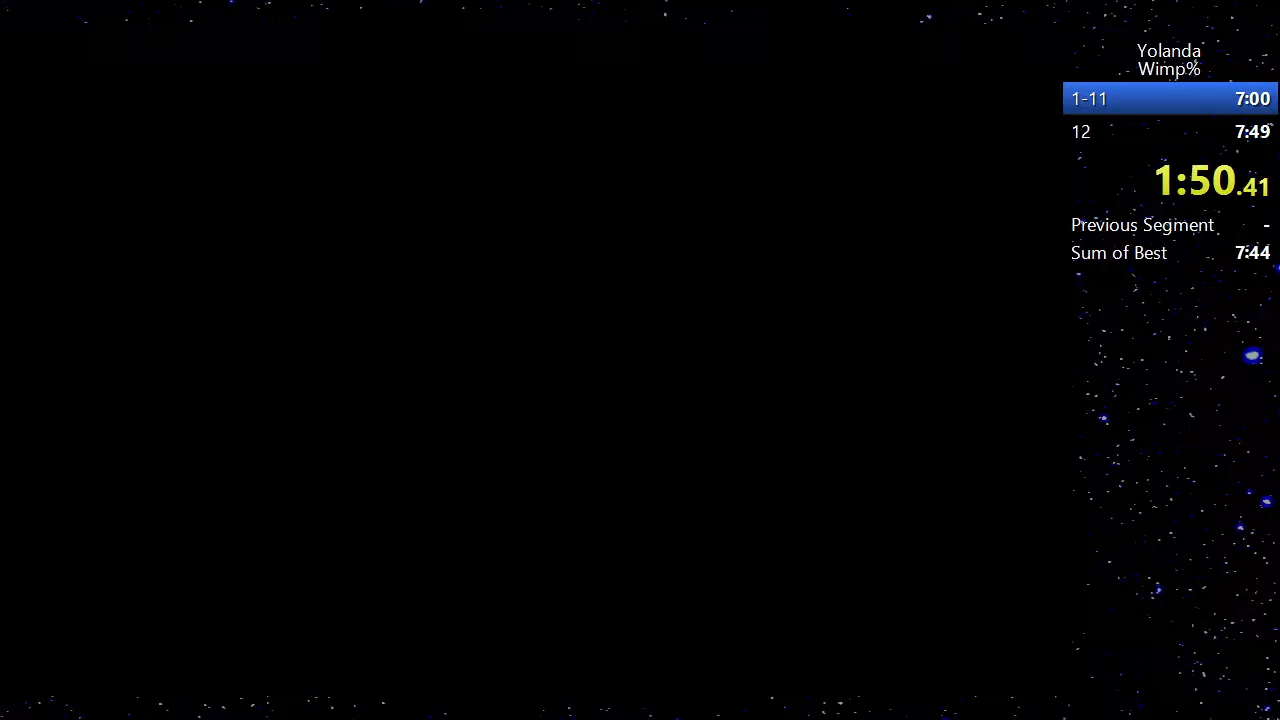 Yolanda
Wimp%
1-11 7:00
12 7:49
1:50.41
Previous Segment -
Sum of Best 7:44